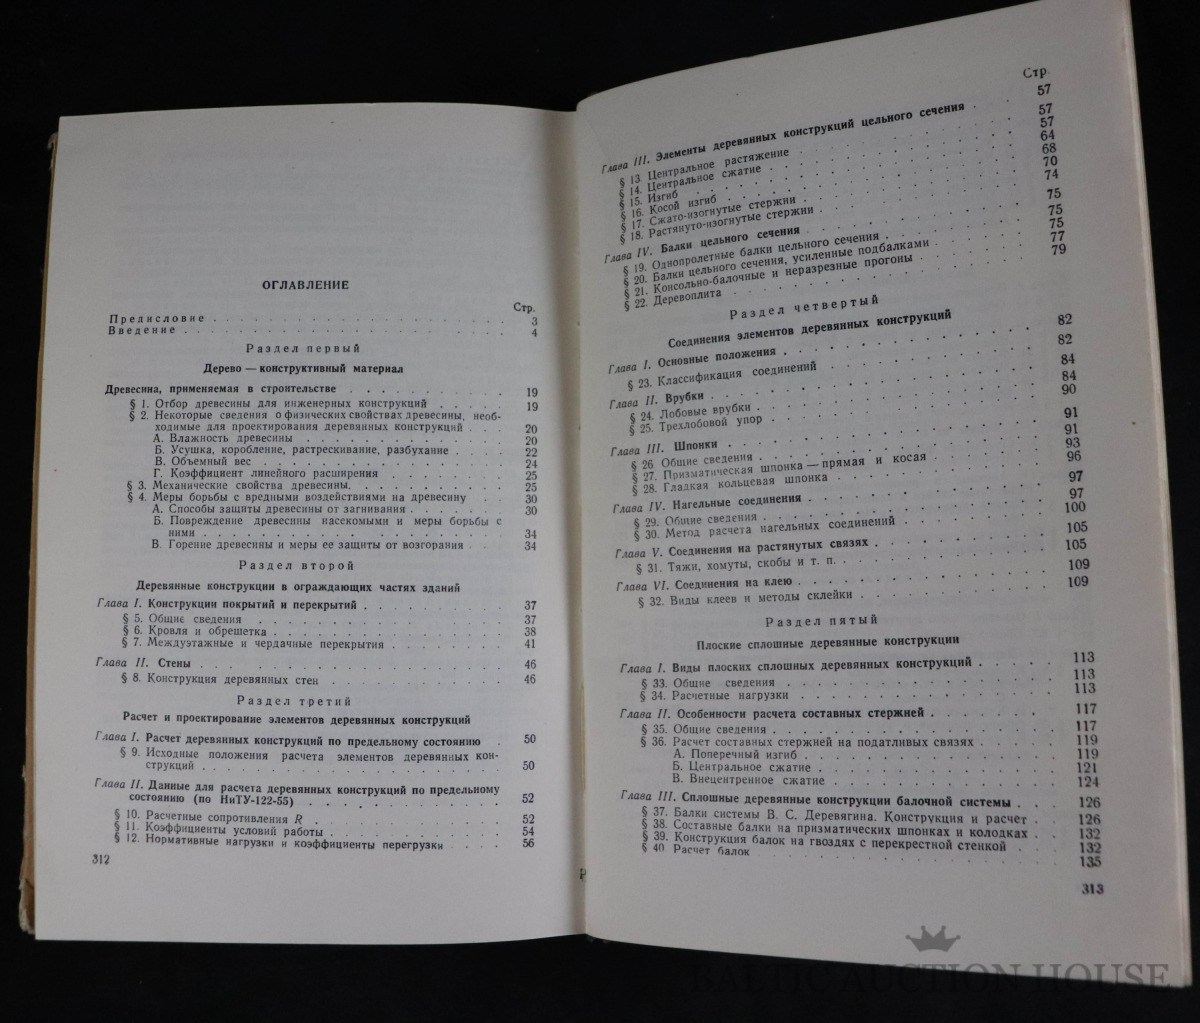 ОГЛАВЛЕНИЕ
Стр.
Предисловие . . . 3
Введение . . . 4
Раздел первый
Дерево — конструктивный материал
Древесина, применяемая в строительстве . . . 19
§ 1. Отбор древесины для инженерных конструкций . . . 19
§ 2. Некоторые сведения о физических свойствах древесины, необ-
ходимые для проектирования деревянных конструкций . . . 20
А. Влажность древесины . . . 20
Б. Усушка, коробление, растрескивание, разбухание . . . 22
В. Объемный вес . . . 24
Г. Коэффициент линейного расширения . . . 25
§ 3. Механические свойства древесины. . . . 25
§ 4. Меры борьбы с вредными воздействиями на древесину . . . 30
А. Способы защиты древесины от загнивания . . . 30
Б. Повреждение древесины насекомыми и меры борьбы с
ними . . . 34
В. Горение древесины и меры ее защиты от возгорания . . . 34
Раздел второй
Деревянные конструкции в ограждающих частях зданий
Глава I. Конструкции покрытий и перекрытий . . . 37
§ 5. Общие сведения . . . 37
§ 6. Кровля и обрешетка . . . 38
§ 7. Междуэтажные и чердачные перекрытия . . . 41
Глава II. Стены . . . 46
§ 8. Конструкция деревянных стен . . . 46
Раздел третий
Расчет и проектирование элементов деревянных конструкций
Глава I. Расчет деревянных конструкций по предельному состоянию . 50
§ 9. Исходные положения расчета элементов деревянных кон-
струкций . . . 50
Глава II. Данные для расчета деревянных конструкций по предельному
состоянию (по НиТУ-122-55) . . . 52
§ 10. Расчетные сопротивления R . . . 52
§ 11. Коэффициенты условий работы . . . 54
§ 12. Нормативные нагрузки и коэффициенты перегрузки . . . 56
312
Стр.
Глава III. Элементы деревянных конструкций цельного сечения . . . 57
§ 13. Центральное растяжение . . . 57
§ 14. Центральное сжатие . . . 57
§ 15. Изгиб . . . 64
§ 16. Косой изгиб . . . 68
§ 17. Сжато-изогнутые стержни . . . 70
§ 18. Растянуто-изогнутые стержни . . . 74
Глава IV. Балки цельного сечения . . . 75
§ 19. Однопролетные балки цельного сечения . . . 75
§ 20. Балки цельного сечения, усиленные подбалками . . . 75
§ 21. Консольно-балочные и неразрезные прогоны . . . 77
§ 22. Деревоплита . . . 79
Раздел четвертый
Соединения элементов деревянных конструкций
Глава I. Основные положения . . . 82
§ 23. Классификация соединений . . . 82
Глава II. Врубки . . . 84
§ 24. Лобовые врубки . . . 84
§ 25. Трехлобовой упор . . . 90
Глава III. Шпонки . . . 91
§ 26 Общие сведения . . . 91
§ 27. Призматическая шпонка — прямая и косая . . . 93
§ 28. Гладкая кольцевая шпонка . . . 96
Глава IV. Нагельные соединения . . . 97
§ 29. Общие сведения . . . 97
§ 30. Метод расчета нагельных соединений . . . 100
Глава V. Соединения на растянутых связях . . . 105
§ 31. Тяжи, хомуты, скобы и т. п. . . . 105
Глава VI. Соединения на клею . . . 109
§ 32. Виды клеев и методы склейки . . . 109
Раздел пятый
Плоские сплошные деревянные конструкции
Глава I. Виды плоских сплошных деревянных конструкций . . . 113
§ 33. Общие сведения . . . 113
§ 34. Расчетные нагрузки . . . 113
Глава II. Особенности расчета составных стержней . . . 117
§ 35. Общие сведения . . . 117
§ 36. Расчет составных стержней на податливых связях . . . 119
А. Поперечный изгиб . . . 119
Б. Центральное сжатие . . . 121
В. Внецентренное сжатие . . . 124
Глава III. Сплошные деревянные конструкции балочной системы . . . 126
§ 37. Балки системы В. С. Деревягина. Конструкция и расчет . 126
§ 38. Составные балки на призматических шпонках и колодках . 132
§ 39. Конструкция балок на гвоздях с перекрестной стенкой . 132
§ 40 Расчет балок . . . 135
313
BALTIC AUCTION HOUSE